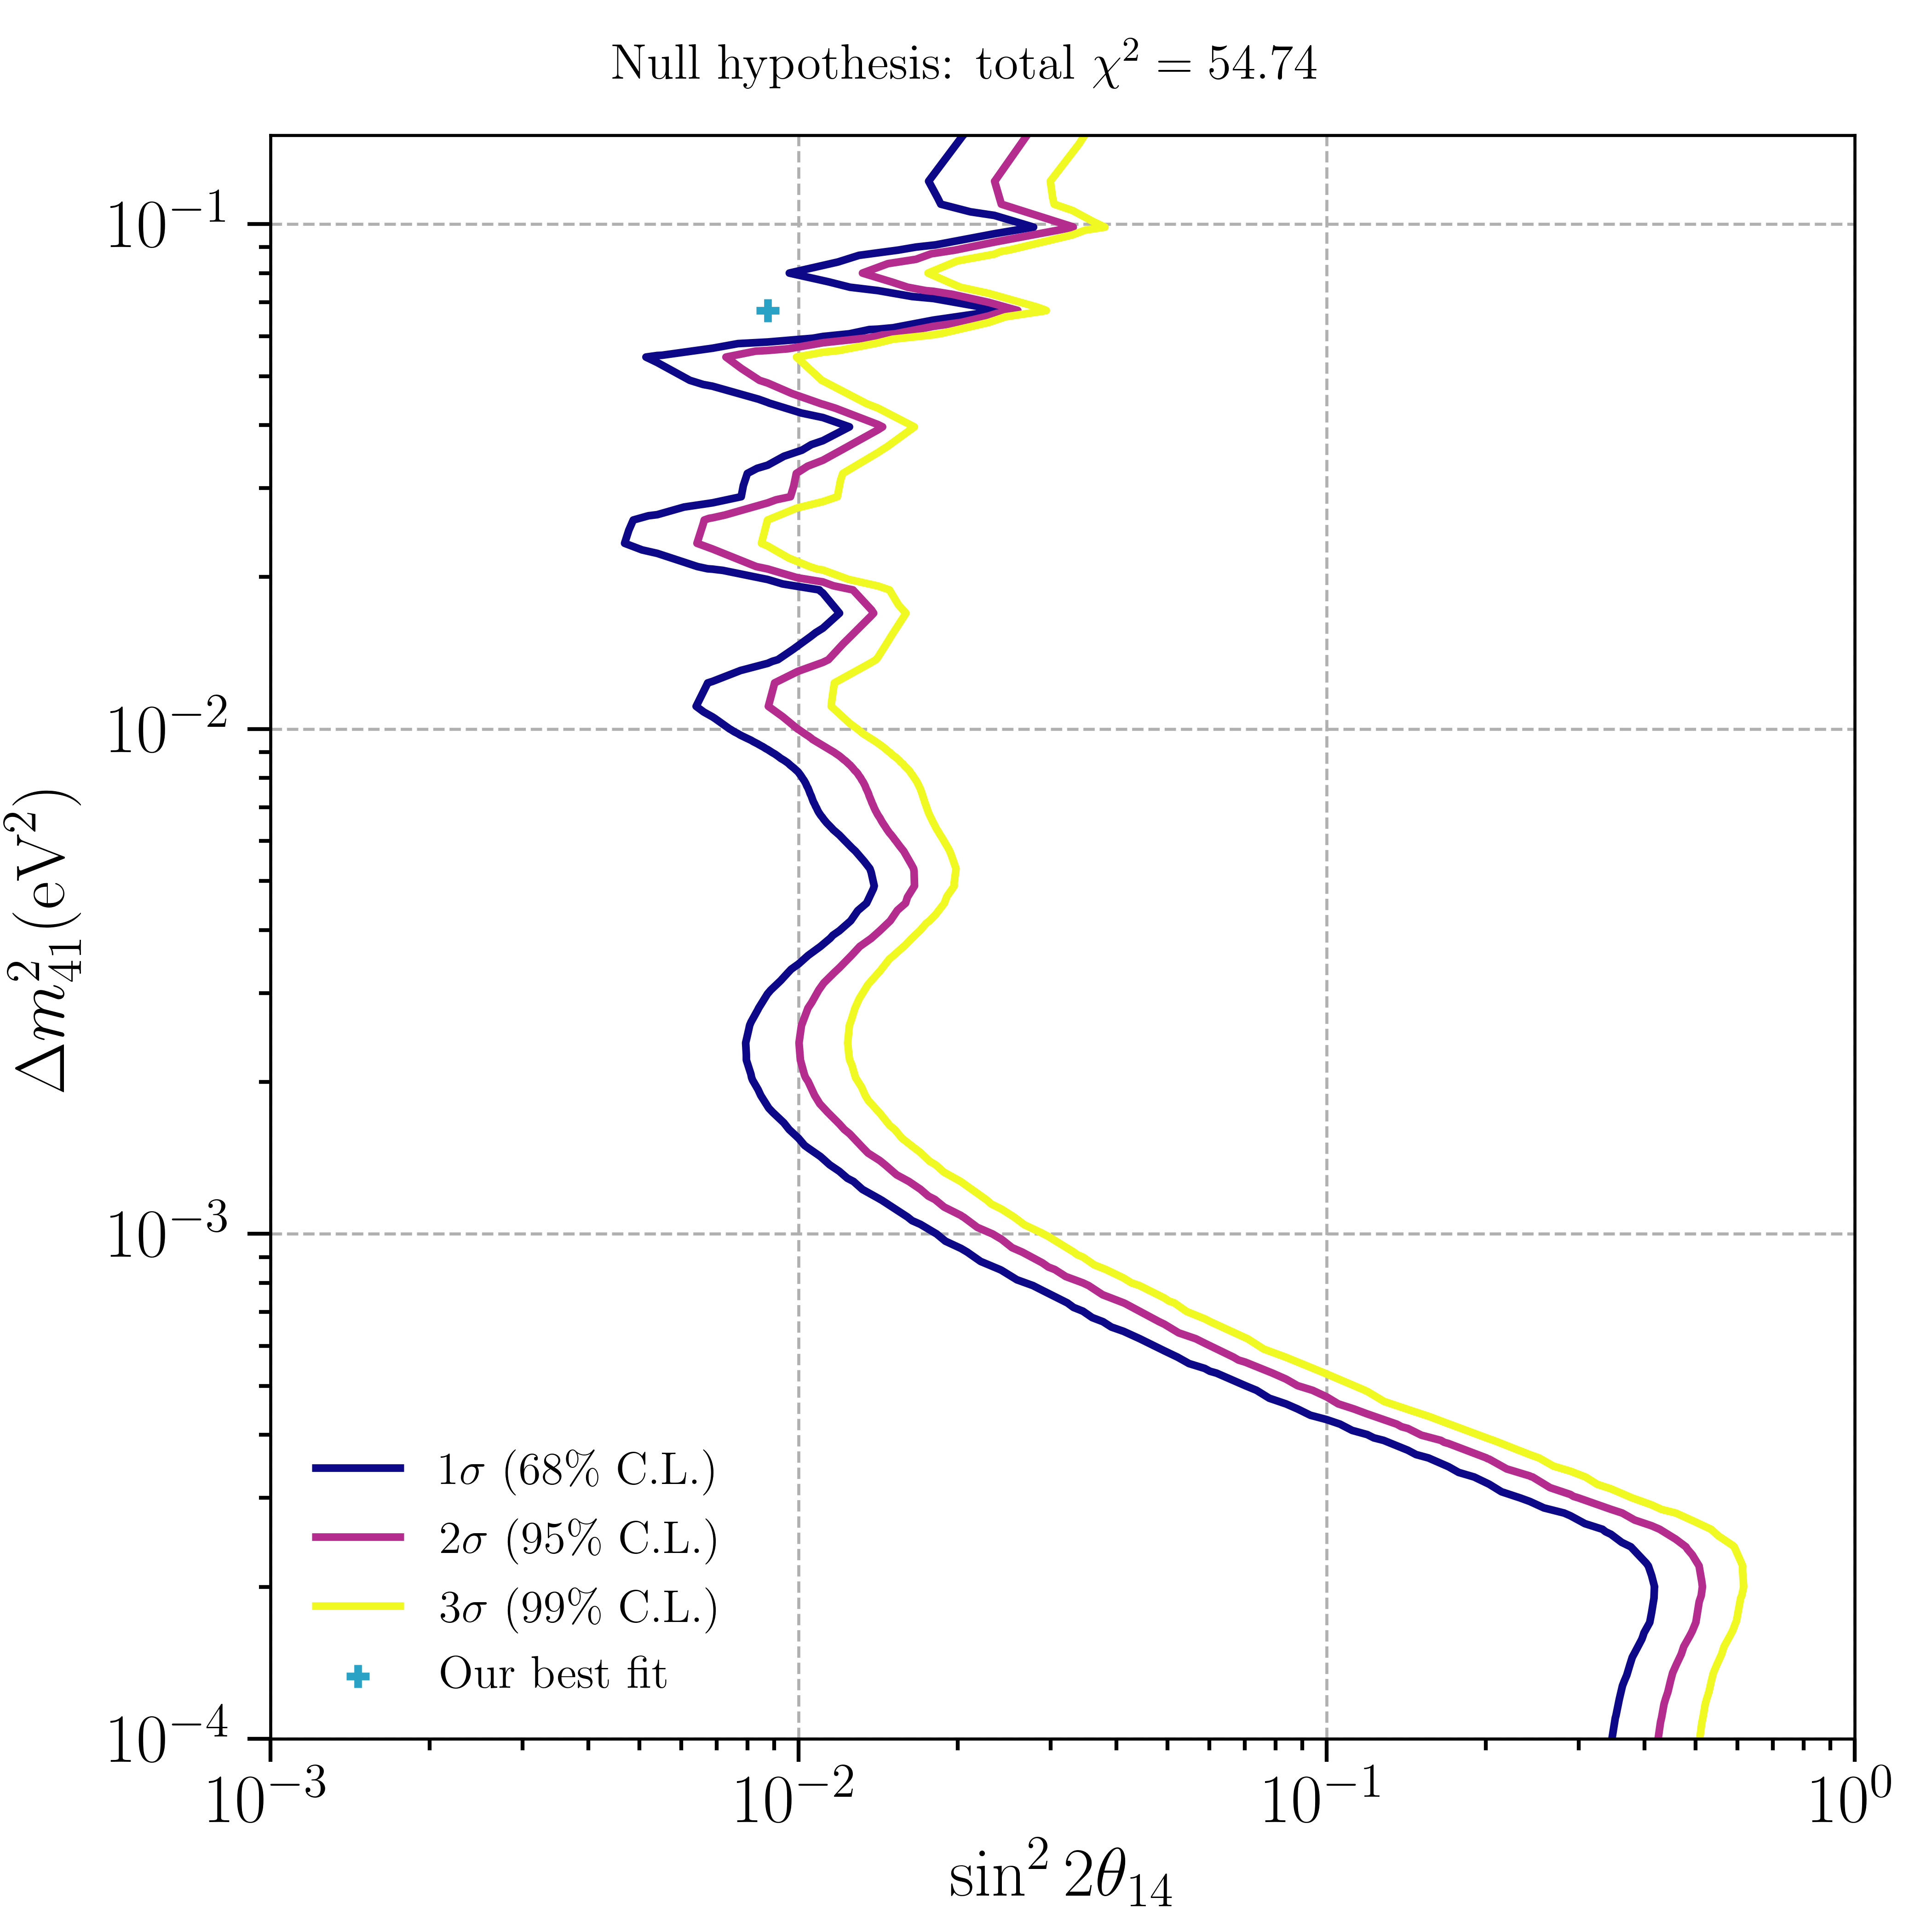 Null hypothesis: total χ² = 54.74
10⁻¹
10⁻²
10⁻³
10⁻⁴
Δm²₄₁(eV²)
1σ (68% C.L.)
2σ (95% C.L.)
3σ (99% C.L.)
Our best fit
10⁻³ 10⁻² 10⁻¹ 10⁰
sin² 2θ₁₄